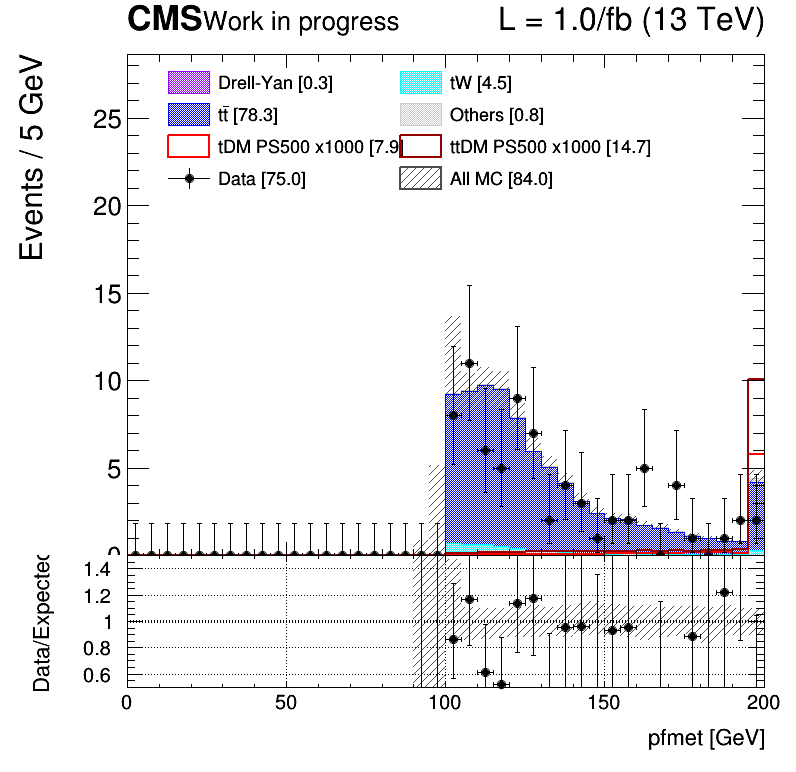 CMS Work in progress L = 1.0/fb (13 TeV)
Events / 5 GeV
Drell-Yan [0.3] tW [4.5]
tt̄ [78.3] Others [0.8]
tDM PS500 x1000 [7.9] ttDM PS500 x1000 [14.7]
Data [75.0] All MC [84.0]
25
20
15
10
5
0
Data/Expected
1.4
1.2
1
0.8
0.6
0 50 100 150 200
pfmet [GeV]